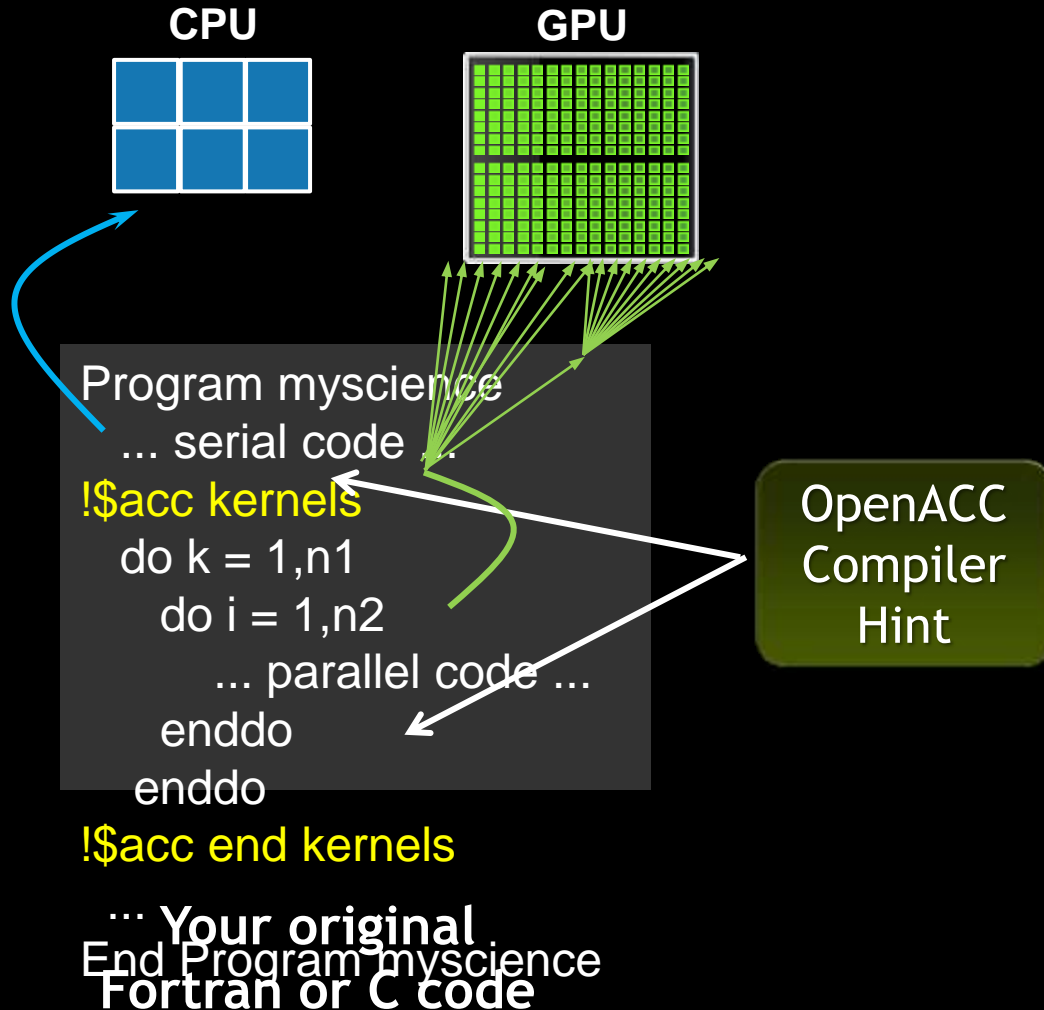 CPU
GPU
Program myscience
... serial code ...
!$acc kernels
do k = 1,n1
do i = 1,n2
... parallel code ...
enddo
enddo
!$acc end kernels
...
End Program myscience
Your original
Fortran or C code
OpenACC
Compiler
Hint